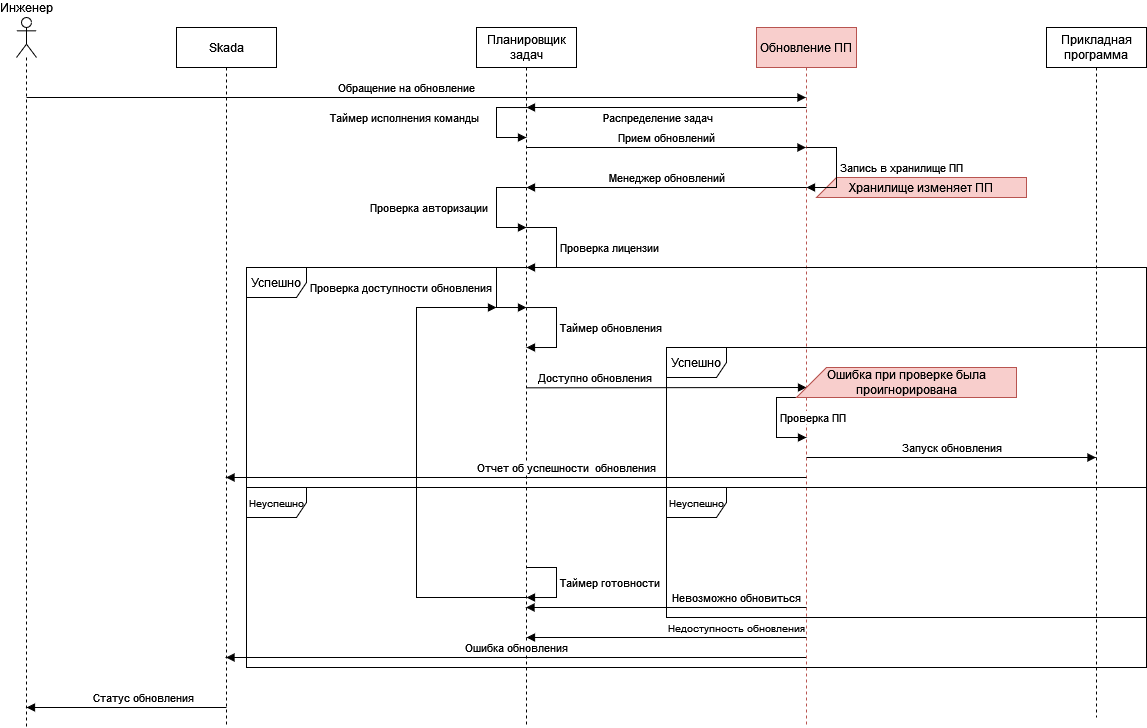 Инженер
Skada
Планировщик
задач
Обновление ПП
Прикладная
программа
Обращение на обновление
Таймер исполнения команды
Распределение задач
Прием обновлений
Запись в хранилище ПП
Менеджер обновлений
Хранилище изменяет ПП
Проверка авторизации
Проверка лицензии
Успешно
Проверка доступности обновления
Таймер обновления
Успешно
Доступно обновления
Ошибка при проверке была
проигнорирована
Проверка ПП
Запуск обновления
Отчет об успешности обновления
Неуспешно
Неуспешно
Таймер готовности
Невозможно обновиться
Недоступность обновления
Ошибка обновления
Статус обновления